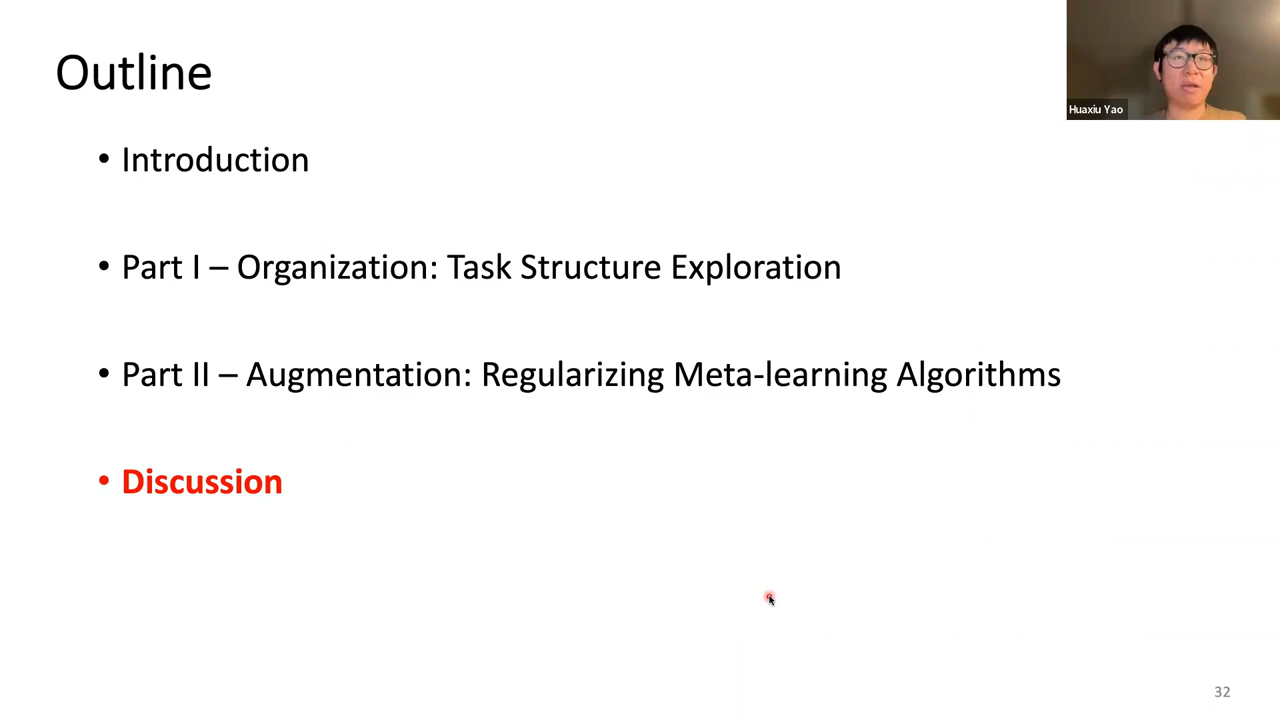 Outline
Huaxiu Yao
• Introduction
• Part I – Organization: Task Structure Exploration
• Part II – Augmentation: Regularizing Meta-learning Algorithms
• Discussion
32